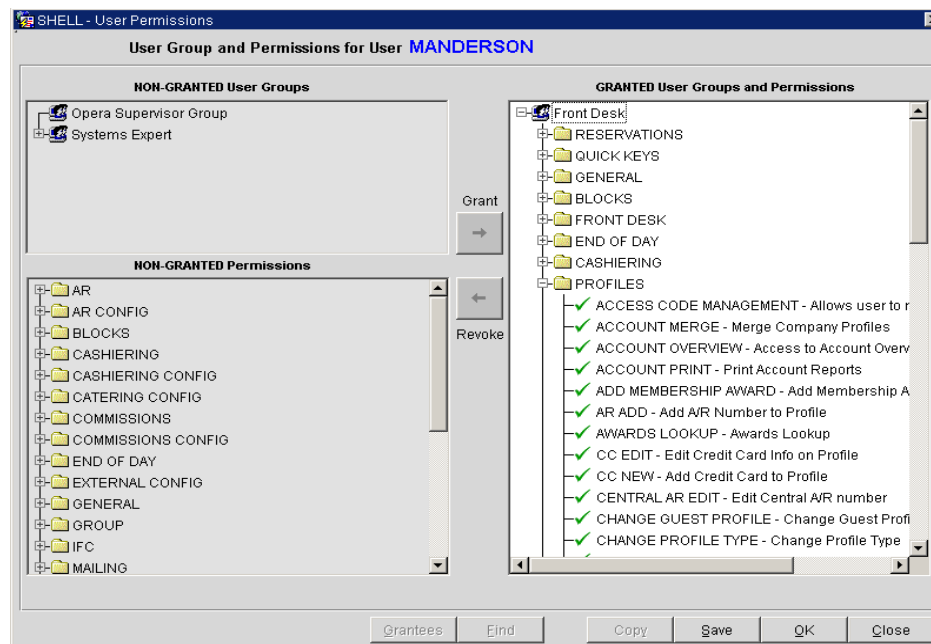 SHELL - User Permissions
User Group and Permissions for User MANDERSON
NON-GRANTED User Groups
Opera Supervisor Group
Systems Expert
NON-GRANTED Permissions
AR
AR CONFIG
BLOCKS
CASHIERING
CASHIERING CONFIG
CATERING CONFIG
COMMISSIONS
COMMISSIONS CONFIG
END OF DAY
EXTERNAL CONFIG
GENERAL
GROUP
IFC
MAILING
Grant
Revoke
GRANTED User Groups and Permissions
Front Desk
RESERVATIONS
QUICK KEYS
GENERAL
BLOCKS
FRONT DESK
END OF DAY
CASHIERING
PROFILES
ACCESS CODE MANAGEMENT - Allows user to r
ACCOUNT MERGE - Merge Company Profiles
ACCOUNT OVERVIEW - Access to Account Overv
ACCOUNT PRINT - Print Account Reports
ADD MEMBERSHIP AWARD - Add Membership A
AR ADD - Add A/R Number to Profile
AWARDS LOOKUP - Awards Lookup
CC EDIT - Edit Credit Card Info on Profile
CC NEW - Add Credit Card to Profile
CENTRAL AR EDIT - Edit Central A/R number
CHANGE GUEST PROFILE - Change Guest Profi
CHANGE PROFILE TYPE - Change Profile Type
Grantees
Find
Copy
Save
OK
Close